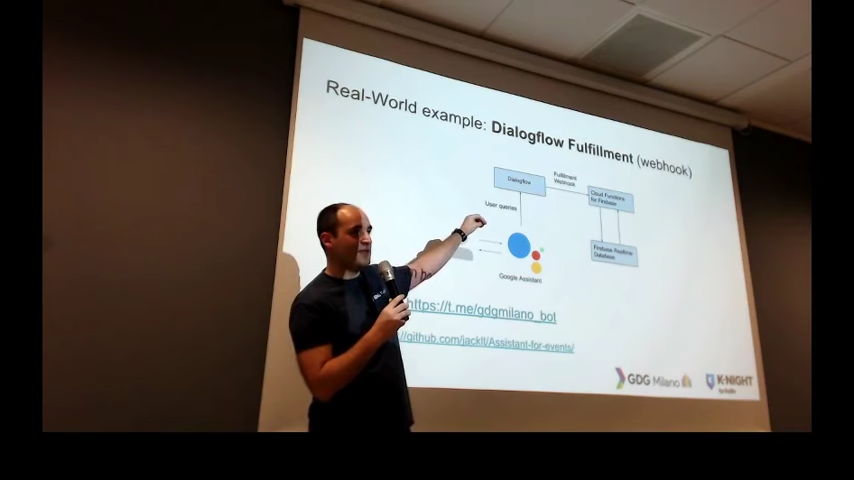 Real-World example: Dialogflow Fulfillment (webhook)
Dialogflow
Fulfillment
Webhook
Cloud Functions
for Firebase
User queries
Firebase Realtime
Database
Google Assistant
https://t.me/gdgmilano_bot
//github.com/jacklt/Assistant-for-events/
GDG Milano
K-NIGHT